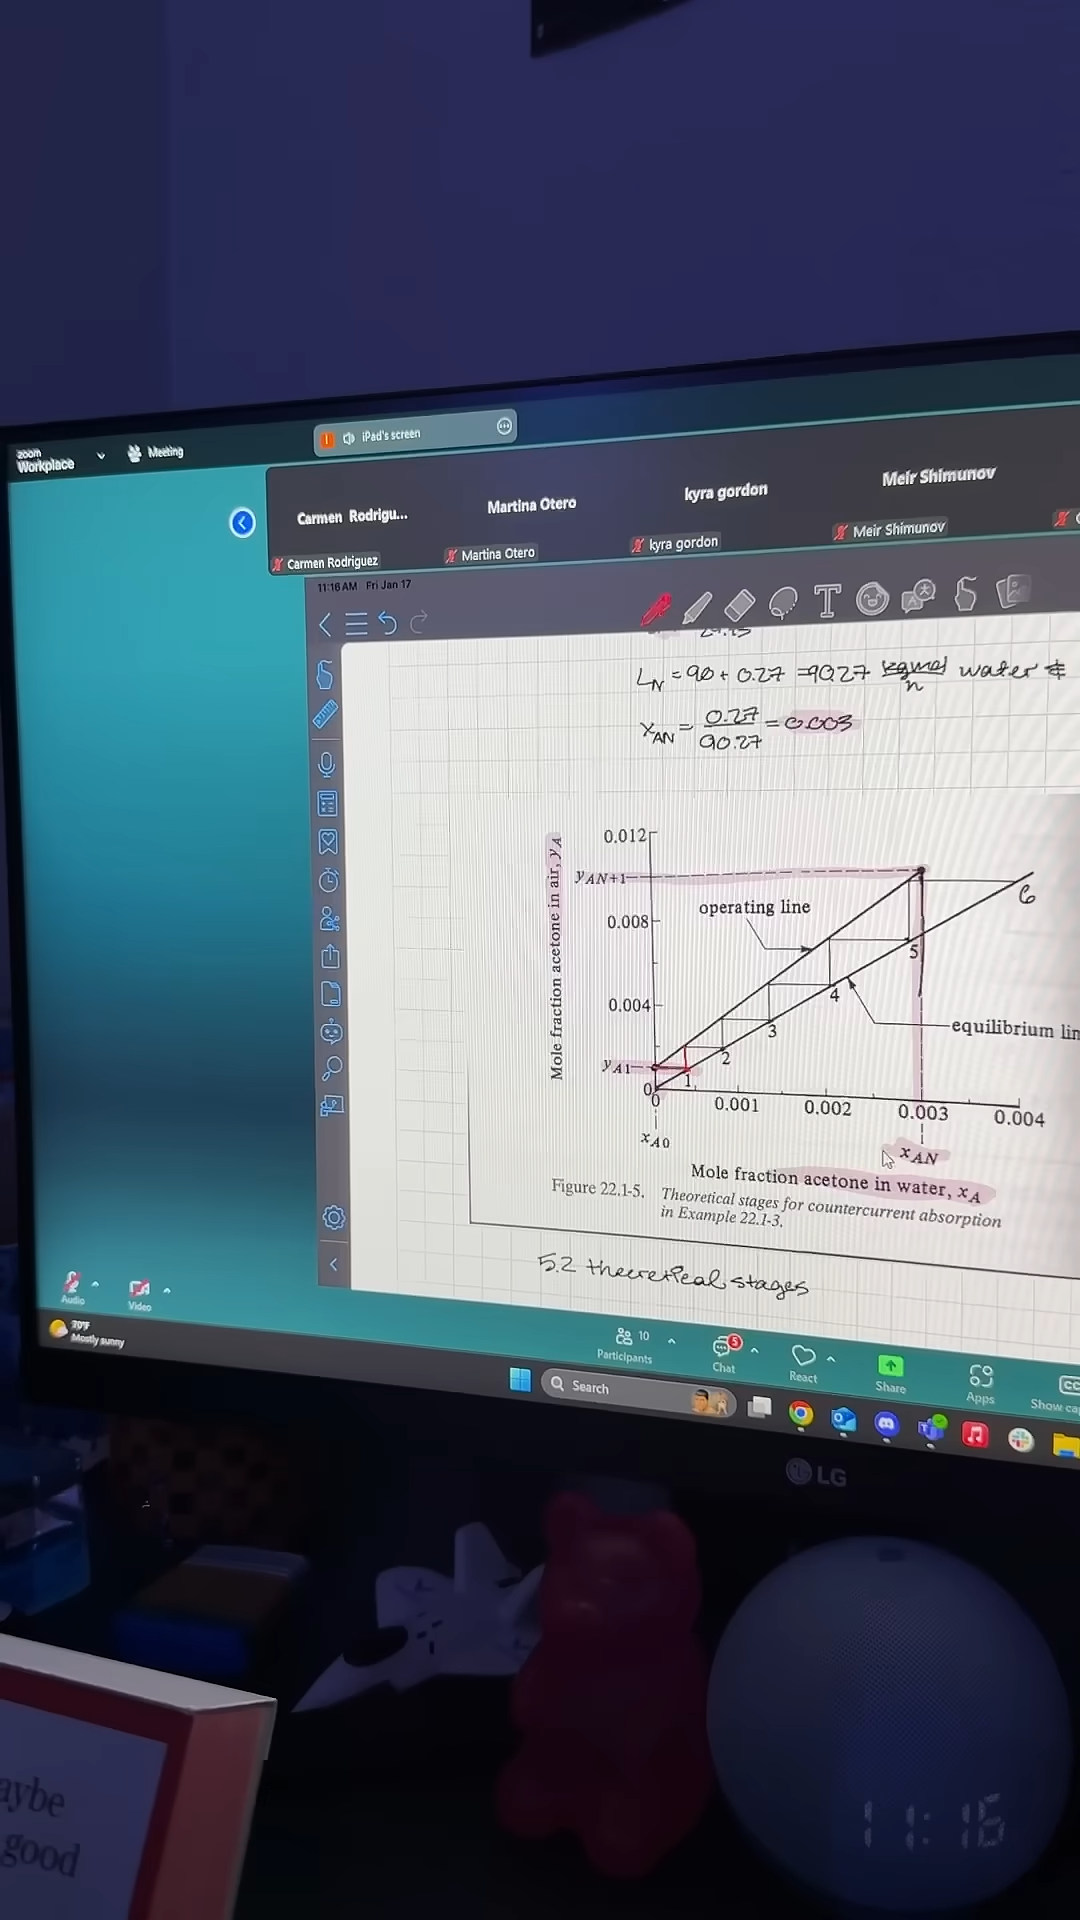 zoom
Workplace
Meeting
iPad's screen
Carmen Rodrigu...
Martina Otero
kyra gordon
Meir Shimunov
Carmen Rodriguez
Martina Otero
kyra gordon
Meir Shimunov
11:16 AM Fri Jan 17
L_N = 90 + 0.27 = 90.27 kgmol/h water &
x_AN = 0.27/90.27 = 0.003
Mole fraction acetone in air, y_A
0.012
y_AN+1
0.008
0.004
y_A1
0
operating line
equilibrium lin
1
2
3
4
5
6
0
0.001
0.002
0.003
0.004
x_A0
x_AN
Mole fraction acetone in water, x_A
Figure 22.1-5. Theoretical stages for countercurrent absorption
in Example 22.1-3.
5.2 theoretical stages
Audio
Video
10
Participants
5
Chat
React
Share
Apps
CC
Show ca
70°F
Mostly sunny
Search
LG
11:16
aybe
good